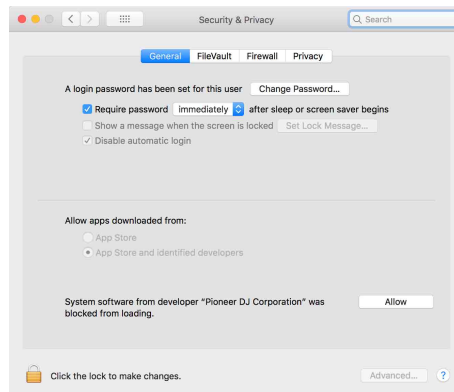 Security & Privacy
Search
General FileVault Firewall Privacy
A login password has been set for this user Change Password...
Require password immediately after sleep or screen saver begins
Show a message when the screen is locked Set Lock Message...
Disable automatic login
Allow apps downloaded from:
App Store
App Store and identified developers
System software from developer “Pioneer DJ Corporation” was Allow
blocked from loading.
Click the lock to make changes. Advanced... ?